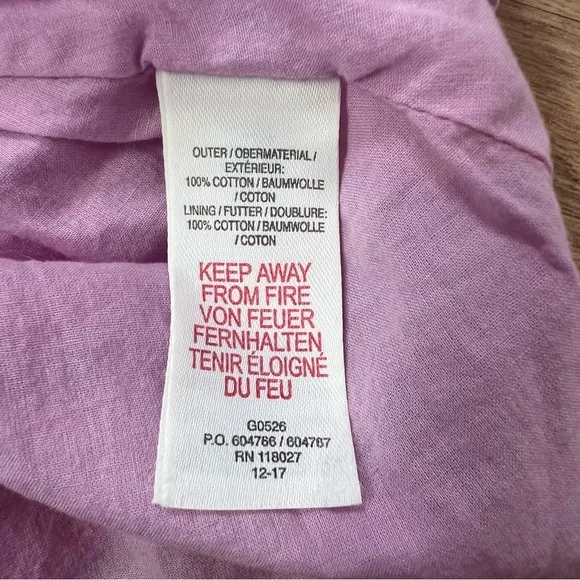 OUTER / OBERMATERIAL /
EXTÉRIEUR:
100% COTTON / BAUMWOLLE
/ COTON
LINING / FUTTER / DOUBLURE:
100% COTTON / BAUMWOLLE
/ COTON
KEEP AWAY
FROM FIRE
VON FEUER
FERNHALTEN
TENIR ÉLOIGNÉ
DU FEU
G0526
P.O. 604766 / 604767
RN 118027
12-17